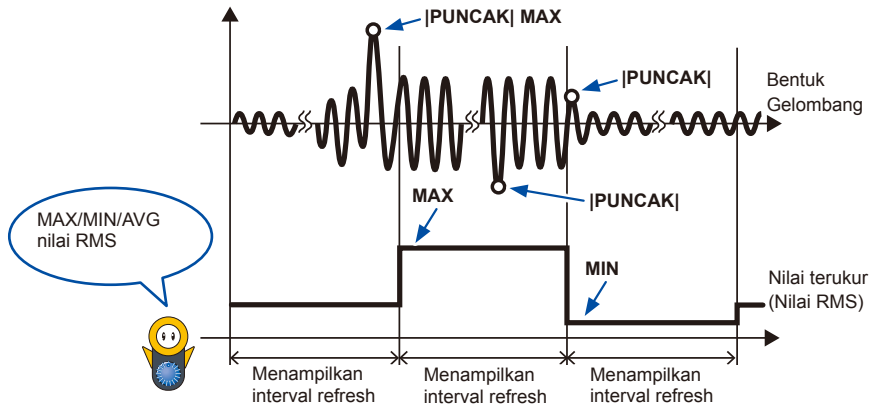 |PUNCAK| MAX
|PUNCAK|
Bentuk
Gelombang
|PUNCAK|
MAX
MAX/MIN/AVG
nilai RMS
MIN
Nilai terukur
(Nilai RMS)
Menampilkan
interval refresh
Menampilkan
interval refresh
Menampilkan
interval refresh